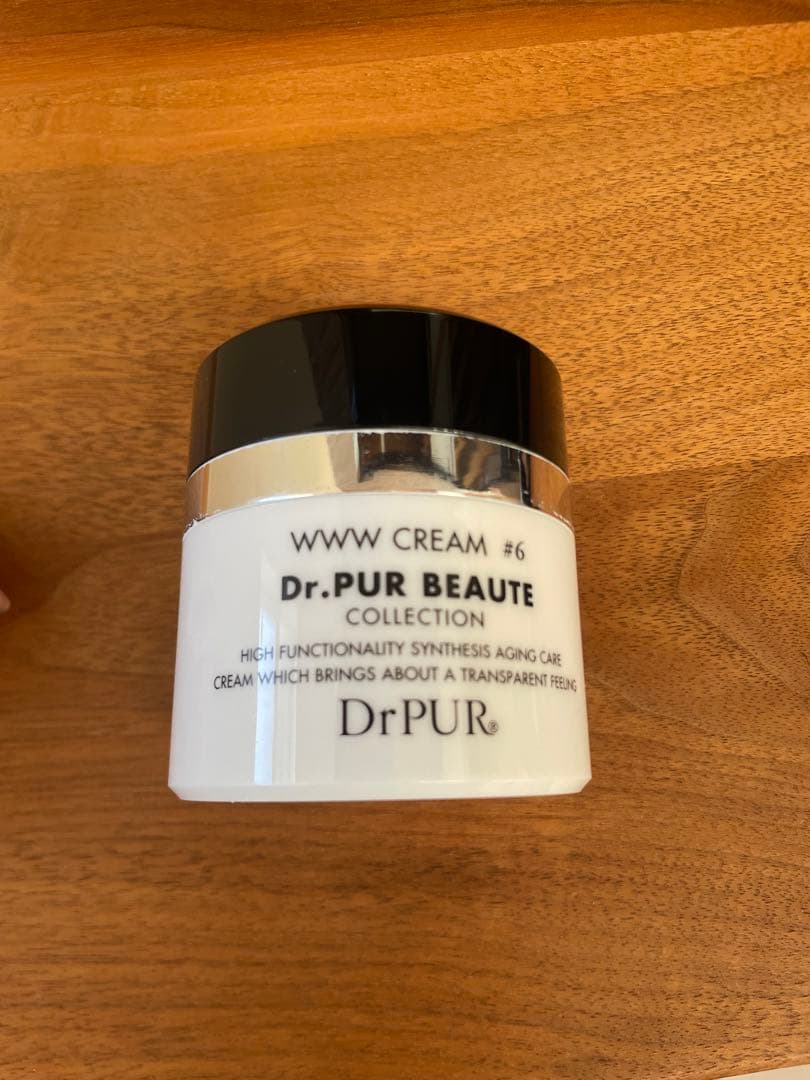 WWW CREAM #6
Dr.PUR BEAUTE
COLLECTION
HIGH FUNCTIONALITY SYNTHESIS AGING CARE
CREAM WHICH BRINGS ABOUT A TRANSPARENT FEELING
DrPUR®